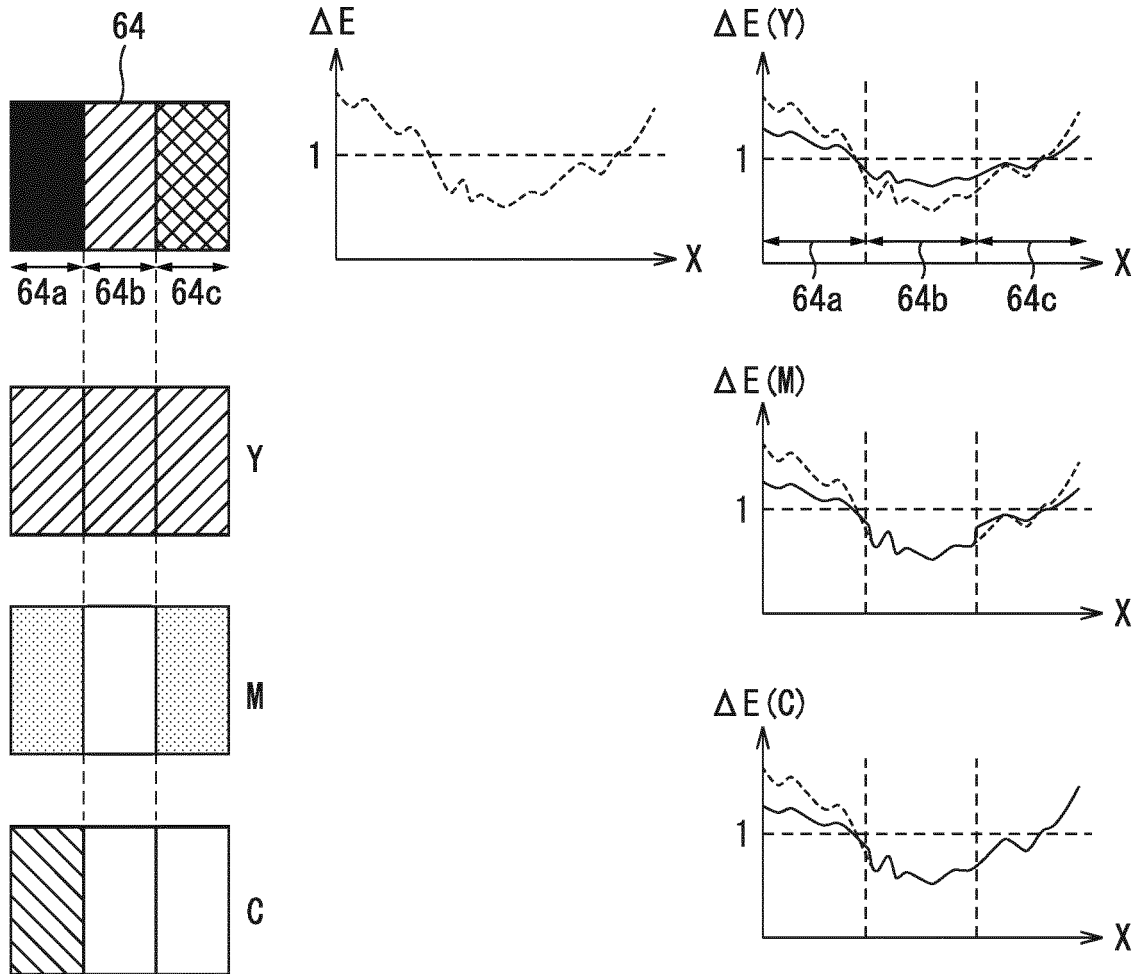 64
64a 64b 64c
Y
M
C
ΔE
1
X
ΔE(Y)
1
X
64a 64b 64c
ΔE(M)
1
X
ΔE(C)
1
X